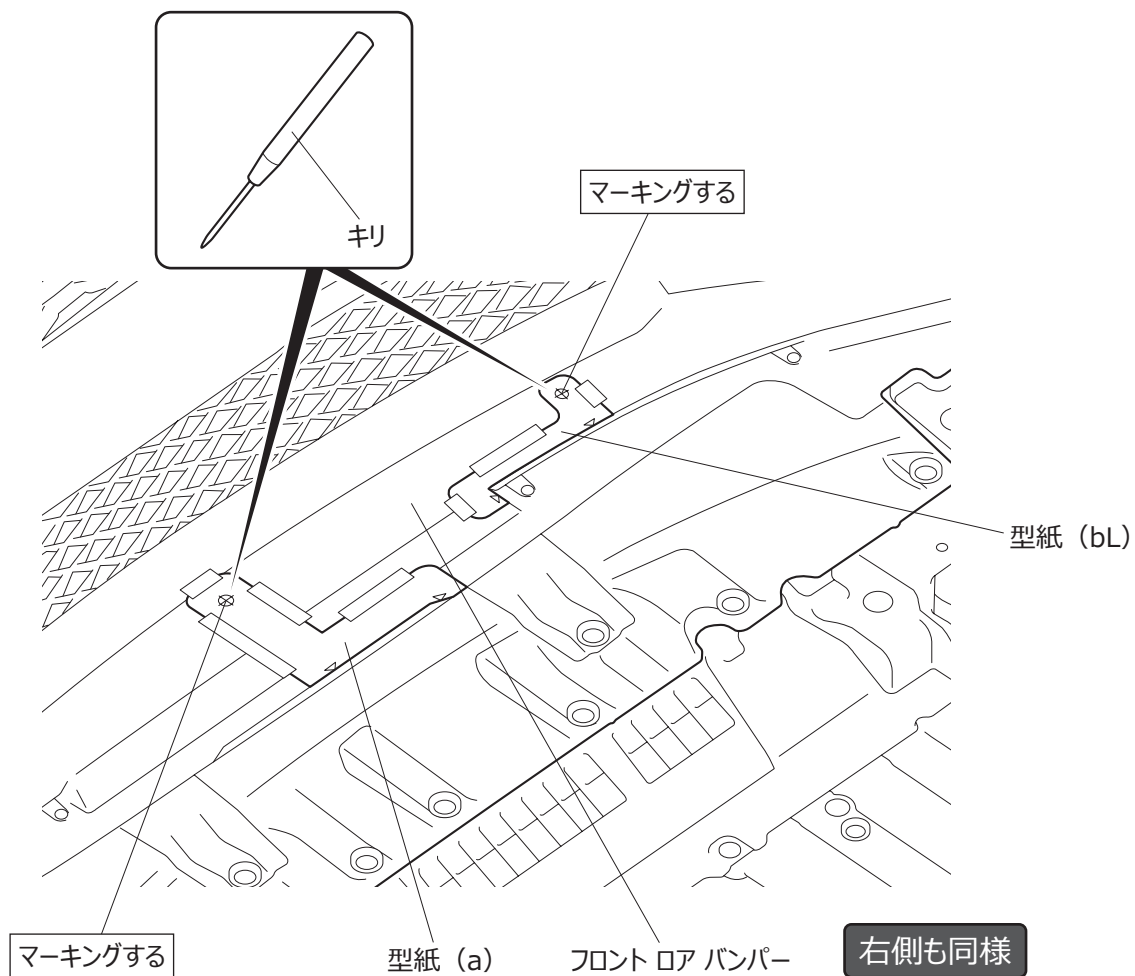 キリ
マーキングする
型紙（bL）
マーキングする
型紙（a）
フロント ロア バンパー
右側も同様